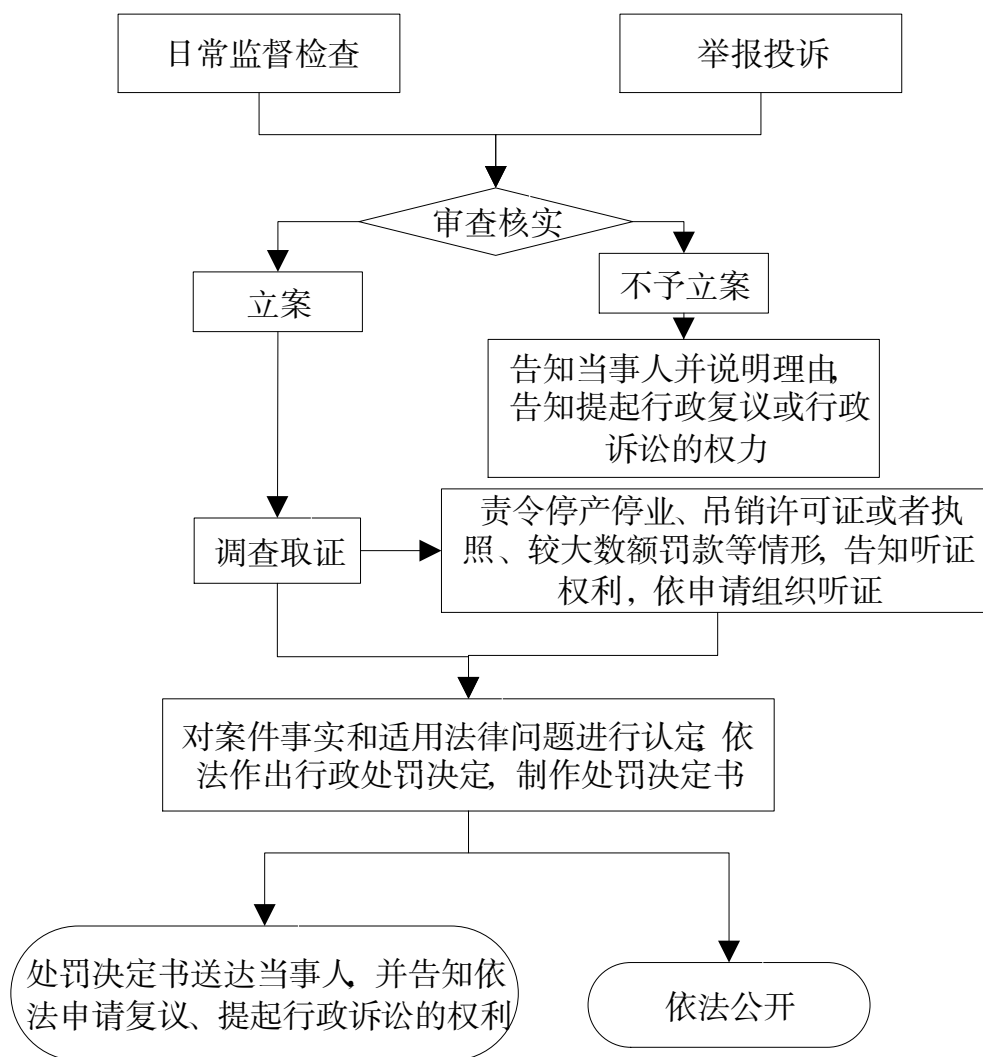 日常监督检查
举报投诉
审查核实
立案
不予立案
告知当事人并说明理由,
告知提起行政复议或行政
诉讼的权力
责令停产停业、吊销许可证或者执
照、较大数额罚款等情形,告知听证
权利,依申请组织听证
调查取证
对案件事实和适用法律问题进行认定,依
法作出行政处罚决定,制作处罚决定书
处罚决定书送达当事人,并告知依
法申请复议、提起行政诉讼的权利
依法公开